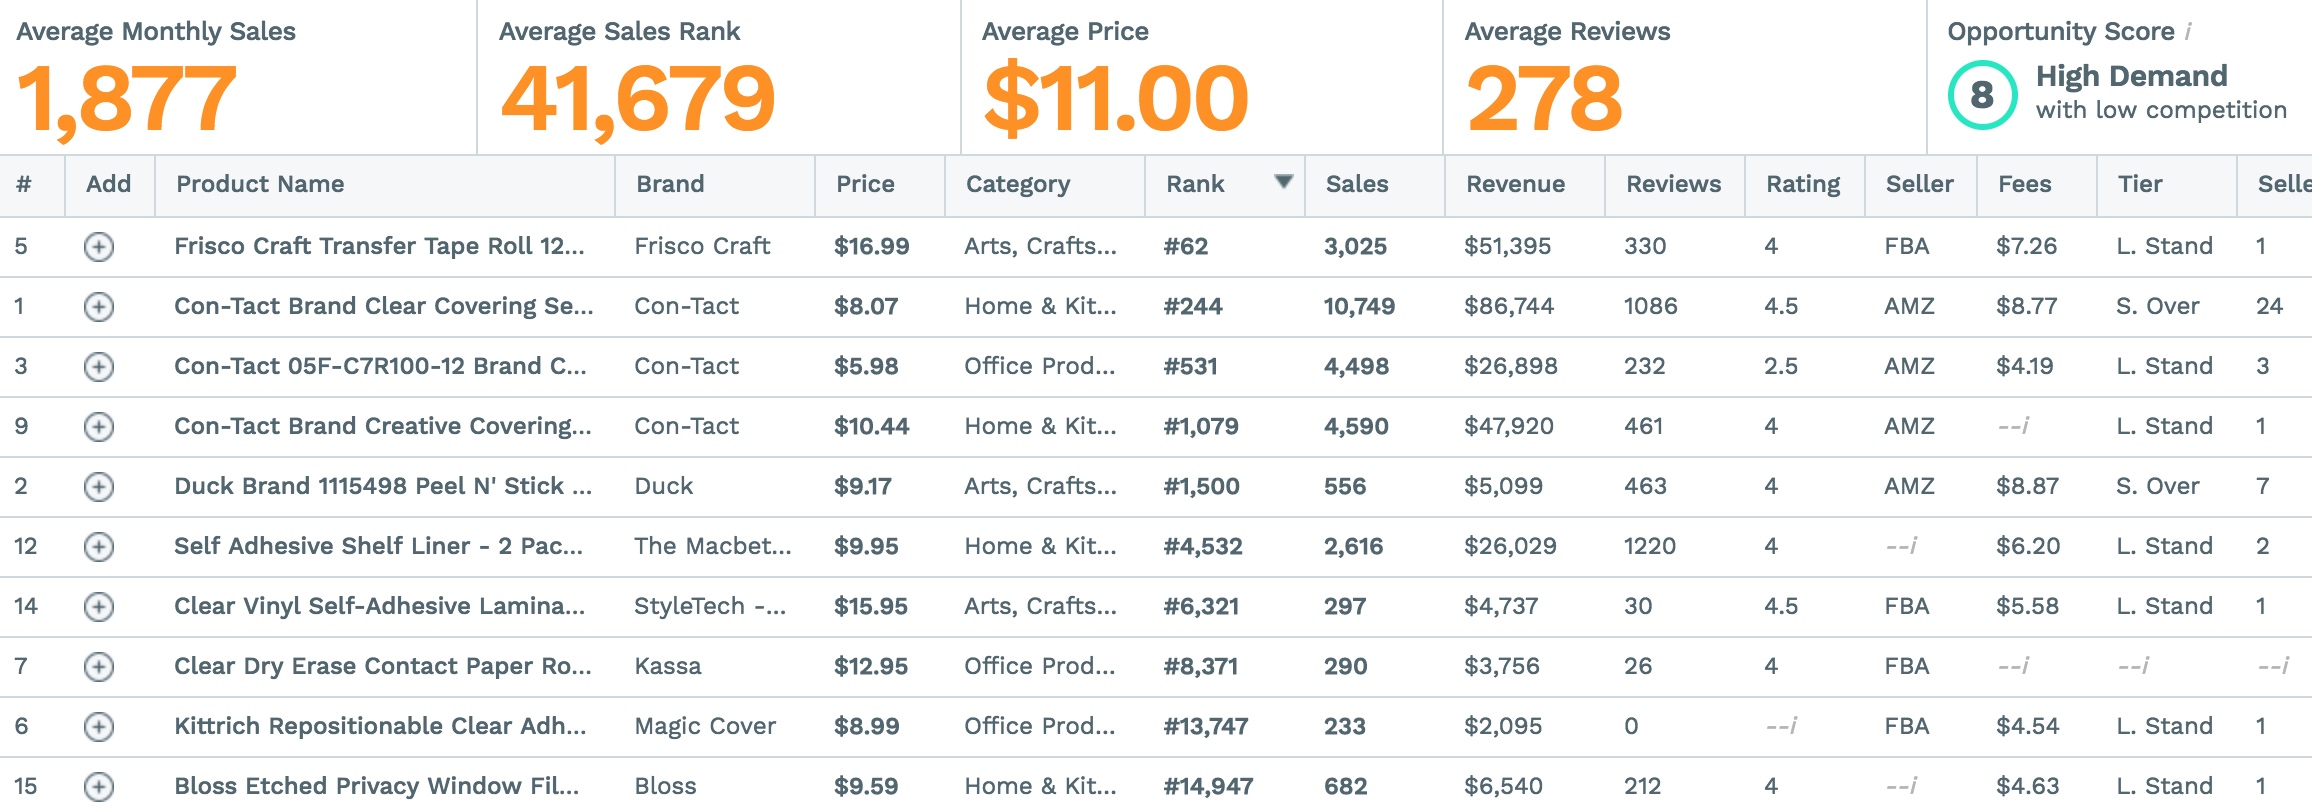 Average Monthly Sales
1,877
Average Sales Rank
41,679
Average Price
$11.00
Average Reviews
278
Opportunity Score i
8 High Demand
with low competition
# Add Product Name Brand Price Category Rank Sales Revenue Reviews Rating Seller Fees Tier Selle
5 Frisco Craft Transfer Tape Roll 12... Frisco Craft $16.99 Arts, Crafts... #62 3,025 $51,395 330 4 FBA $7.26 L. Stand 1
1 Con-Tact Brand Clear Covering Se... Con-Tact $8.07 Home & Kit... #244 10,749 $86,744 1086 4.5 AMZ $8.77 S. Over 24
3 Con-Tact 05F-C7R100-12 Brand C... Con-Tact $5.98 Office Prod... #531 4,498 $26,898 232 2.5 AMZ $4.19 L. Stand 3
9 Con-Tact Brand Creative Covering... Con-Tact $10.44 Home & Kit... #1,079 4,590 $47,920 461 4 AMZ --i L. Stand 1
2 Duck Brand 1115498 Peel N' Stick ... Duck $9.17 Arts, Crafts... #1,500 556 $5,099 463 4 AMZ $8.87 S. Over 7
12 Self Adhesive Shelf Liner - 2 Pac... The Macbet... $9.95 Home & Kit... #4,532 2,616 $26,029 1220 4 --i $6.20 L. Stand 2
14 Clear Vinyl Self-Adhesive Lamina... StyleTech -... $15.95 Arts, Crafts... #6,321 297 $4,737 30 4.5 FBA $5.58 L. Stand 1
7 Clear Dry Erase Contact Paper Ro... Kassa $12.95 Office Prod... #8,371 290 $3,756 26 4 FBA --i --i --i
6 Kittrich Repositionable Clear Adh... Magic Cover $8.99 Office Prod... #13,747 233 $2,095 0 --i FBA $4.54 L. Stand 1
15 Bloss Etched Privacy Window Fil... Bloss $9.59 Home & Kit... #14,947 682 $6,540 212 4 --i $4.63 L. Stand 1